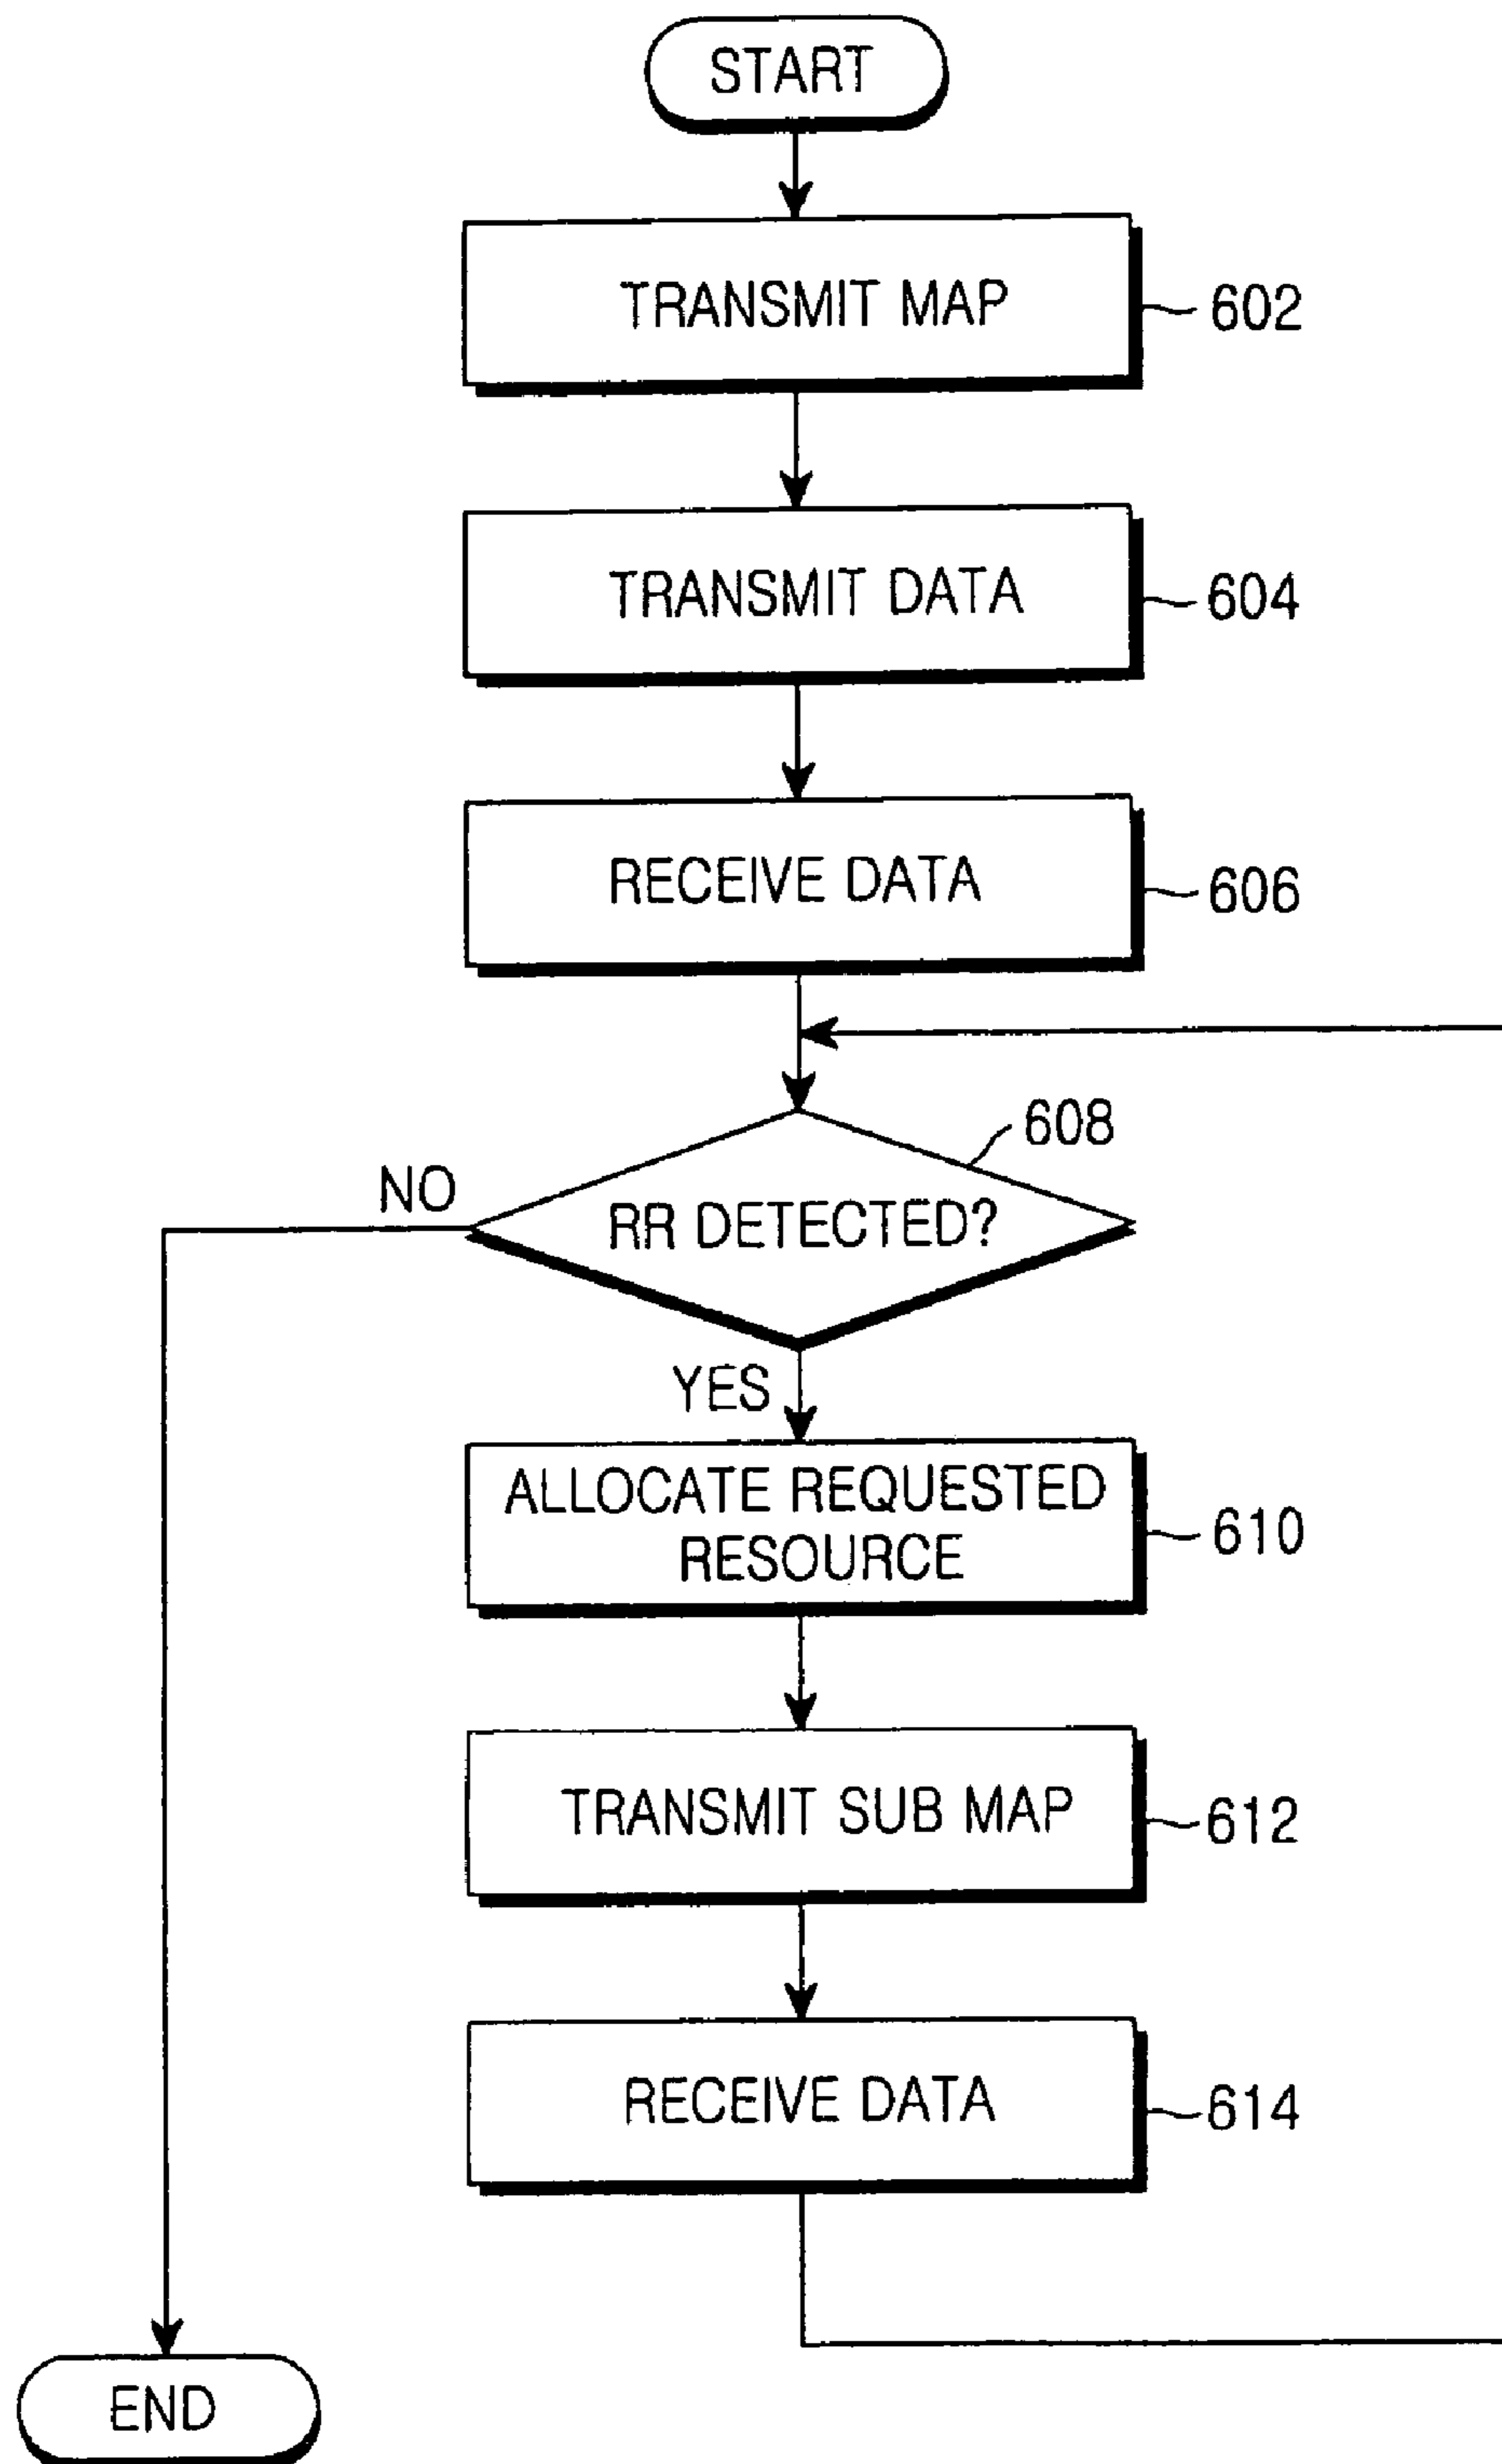 START
TRANSMIT MAP
602
TRANSMIT DATA
604
RECEIVE DATA
606
608
NO
RR DETECTED?
YES
ALLOCATE REQUESTED
RESOURCE
610
TRANSMIT SUB MAP
612
RECEIVE DATA
614
END